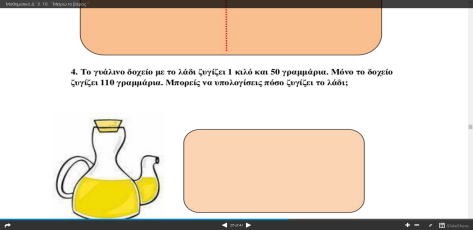 4. Το γυάλινο δοχείο με το λάδι ζυγίζει 1 κιλό και 50 γραμμάρια. Μόνο το δοχείο
ζυγίζει 110 γραμμάρια. Μπορείς να υπολογίσεις πόσο ζυγίζει το λάδι;